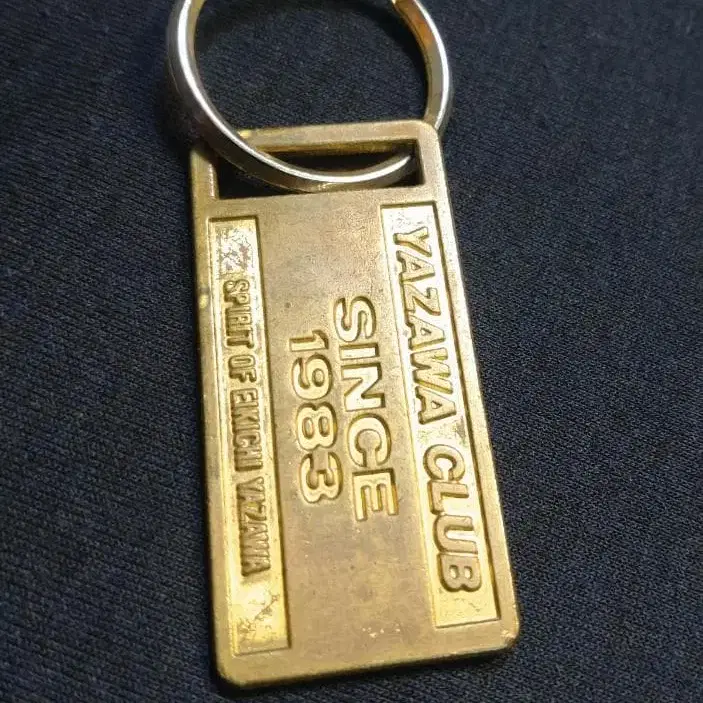 YAZAWA CLUB
SINCE
1983
SPIRIT OF EIKICHI YAZAWA